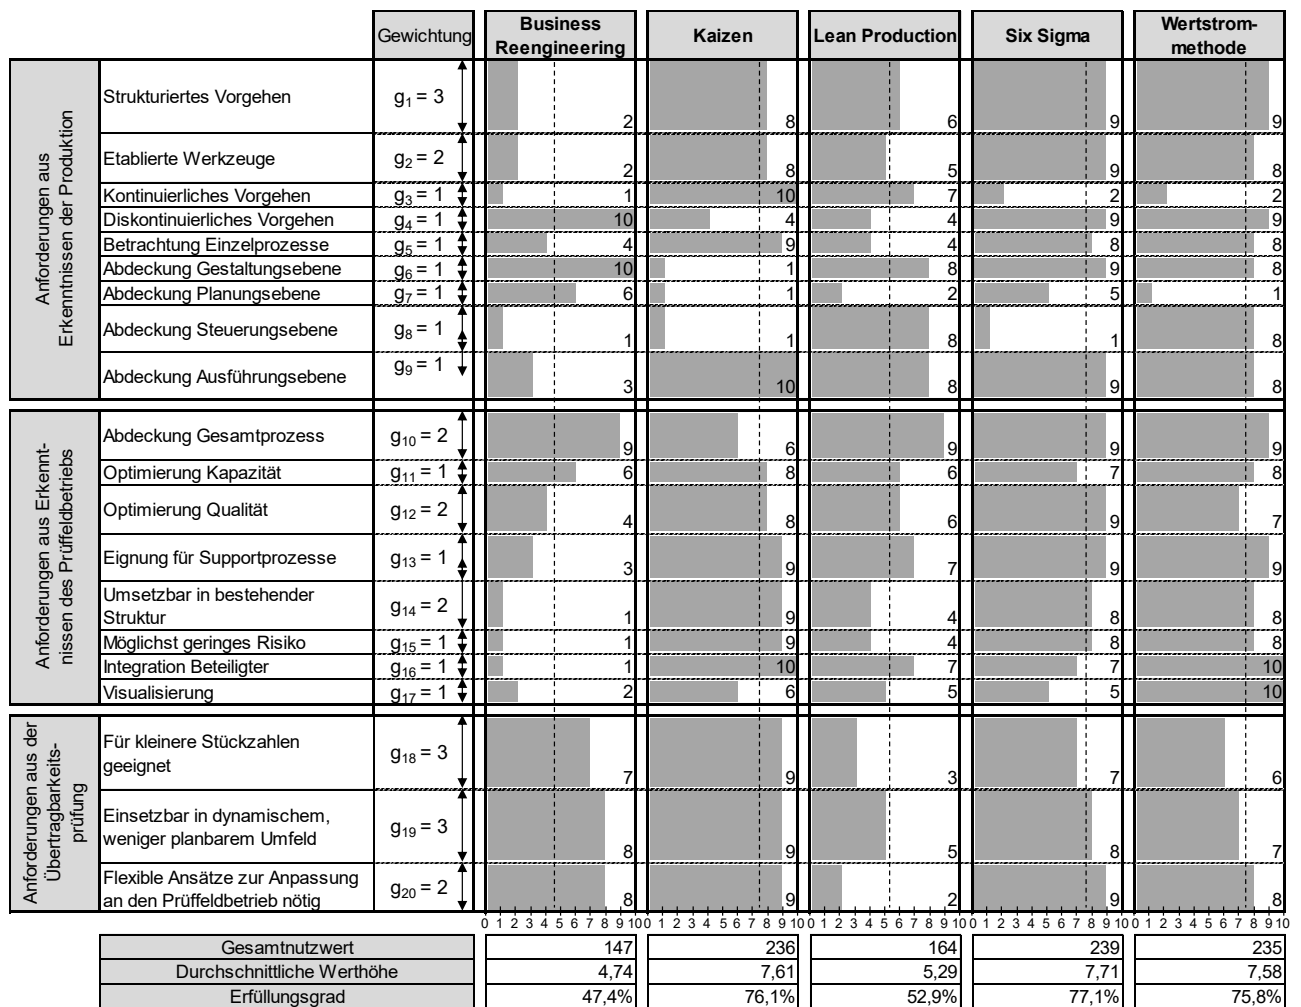 Gewichtung Business Reengineering Kaizen Lean Production Six Sigma Wertstrom-methode
Anforderungen aus Erkenntnissen der Produktion
Strukturiertes Vorgehen g1 = 3 2 8 6 9 9
Etablierte Werkzeuge g2 = 2 2 8 5 9 8
Kontinuierliches Vorgehen g3 = 1 1 10 7 2 2
Diskontinuierliches Vorgehen g4 = 1 10 4 4 9 9
Betrachtung Einzelprozesse g5 = 1 4 9 4 8 8
Abdeckung Gestaltungsebene g6 = 1 10 1 8 9 8
Abdeckung Planungsebene g7 = 1 6 1 2 5 1
Abdeckung Steuerungsebene g8 = 1 1 1 8 1 8
Abdeckung Ausführungsebene g9 = 1 3 10 8 9 8
Anforderungen aus Erkennt-nissen des Prüffeldbetriebs
Abdeckung Gesamtprozess g10 = 2 9 6 9 9 9
Optimierung Kapazität g11 = 1 6 8 6 7 8
Optimierung Qualität g12 = 2 4 8 6 9 7
Eignung für Supportprozesse g13 = 1 3 9 7 9 9
Umsetzbar in bestehender
Struktur g14 = 2 1 9 4 8 8
Möglichst geringes Risiko g15 = 1 1 9 4 8 8
Integration Beteiligter g16 = 1 1 10 7 7 10
Visualisierung g17 = 1 2 6 5 5 10
Anforderungen aus der Übertragbarkeits-prüfung
Für kleinere Stückzahlen
geeignet g18 = 3 7 9 3 7 6
Einsetzbar in dynamischem,
weniger planbarem Umfeld g19 = 3 8 9 5 8 7
Flexible Ansätze zur Anpassung
an den Prüffeldbetrieb nötig g20 = 2 8 9 2 9 8
0 1 2 3 4 5 6 7 8 9 10 0 1 2 3 4 5 6 7 8 9 10 0 1 2 3 4 5 6 7 8 9 10 0 1 2 3 4 5 6 7 8 9 10 0 1 2 3 4 5 6 7 8 9 10
Gesamtnutzwert 147 236 164 239 235
Durchschnittliche Werthöhe 4,74 7,61 5,29 7,71 7,58
Erfüllungsgrad 47,4% 76,1% 52,9% 77,1% 75,8%